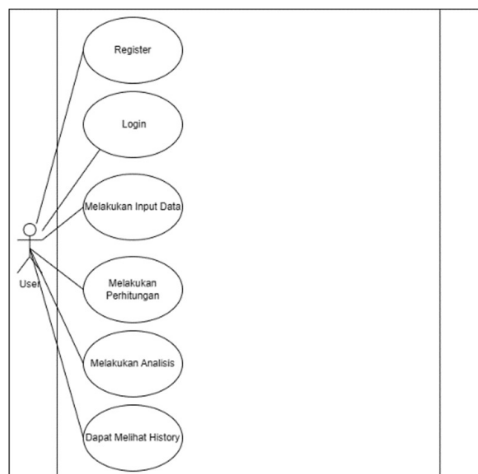 Register
Login
Melakukan Input Data
User
Melakukan
Perhitungan
Melakukan Analisis
Dapat Melihat History